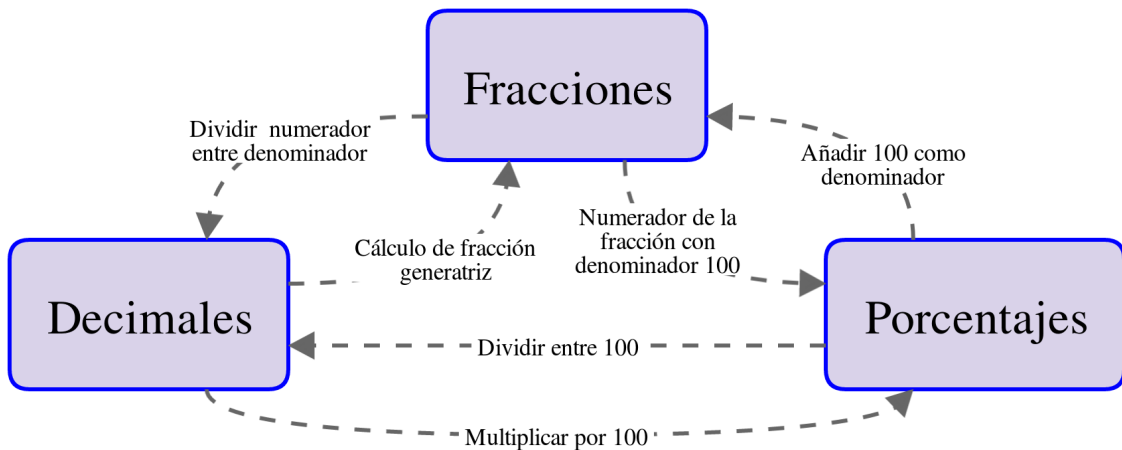 Fracciones
Dividir numerador
entre denominador
Añadir 100 como
denominador
Numerador de la
fracción con
denominador 100
Cálculo de fracción
generatriz
Decimales
Porcentajes
Dividir entre 100
Multiplicar por 100